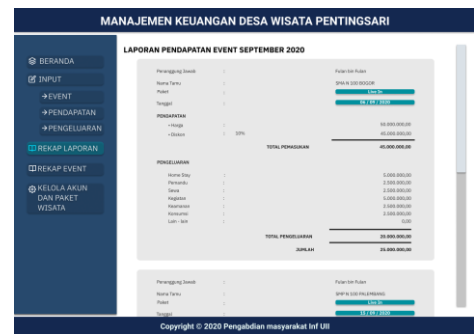 MANAJEMEN KEUANGAN DESA WISATA PENTINGSARI
BERANDA
INPUT
→EVENT
→PENDAPATAN
→PENGELUARAN
REKAP LAPORAN
REKAP EVENT
KELOLA AKUN
DAN PAKET
WISATA
LAPORAN PENDAPATAN EVENT SEPTEMBER 2020
Penanggung Jawab : Fulan bin Fulan
Nama Tamu : SMA N 100 BOGOR
Paket : Live In
Tanggal : 06 / 09 / 2020
PENDAPATAN
• Harga : 50.000.000,00
• Diskon : 10% 45.000.000,00
TOTAL PEMASUKAN 45.000.000,00
PENGELUARAN
Home Stay : 5.000.000,00
Pemandu : 2.500.000,00
Sewa : 2.500.000,00
Kegiatan : 5.000.000,00
Keamanan : 2.500.000,00
Konsumsi : 2.500.000,00
Lain - lain : 0,00
TOTAL PENGELUARAN 20.000.000,00
JUMLAH 25.000.000,00
Penanggung Jawab : Fulan bin Fulan
Nama Tamu : SMP N 100 PALEMBANG
Paket : Live In
Tanggal : 15 / 09 / 2020
Copyright © 2020 Pengabdian masyarakat Inf UII